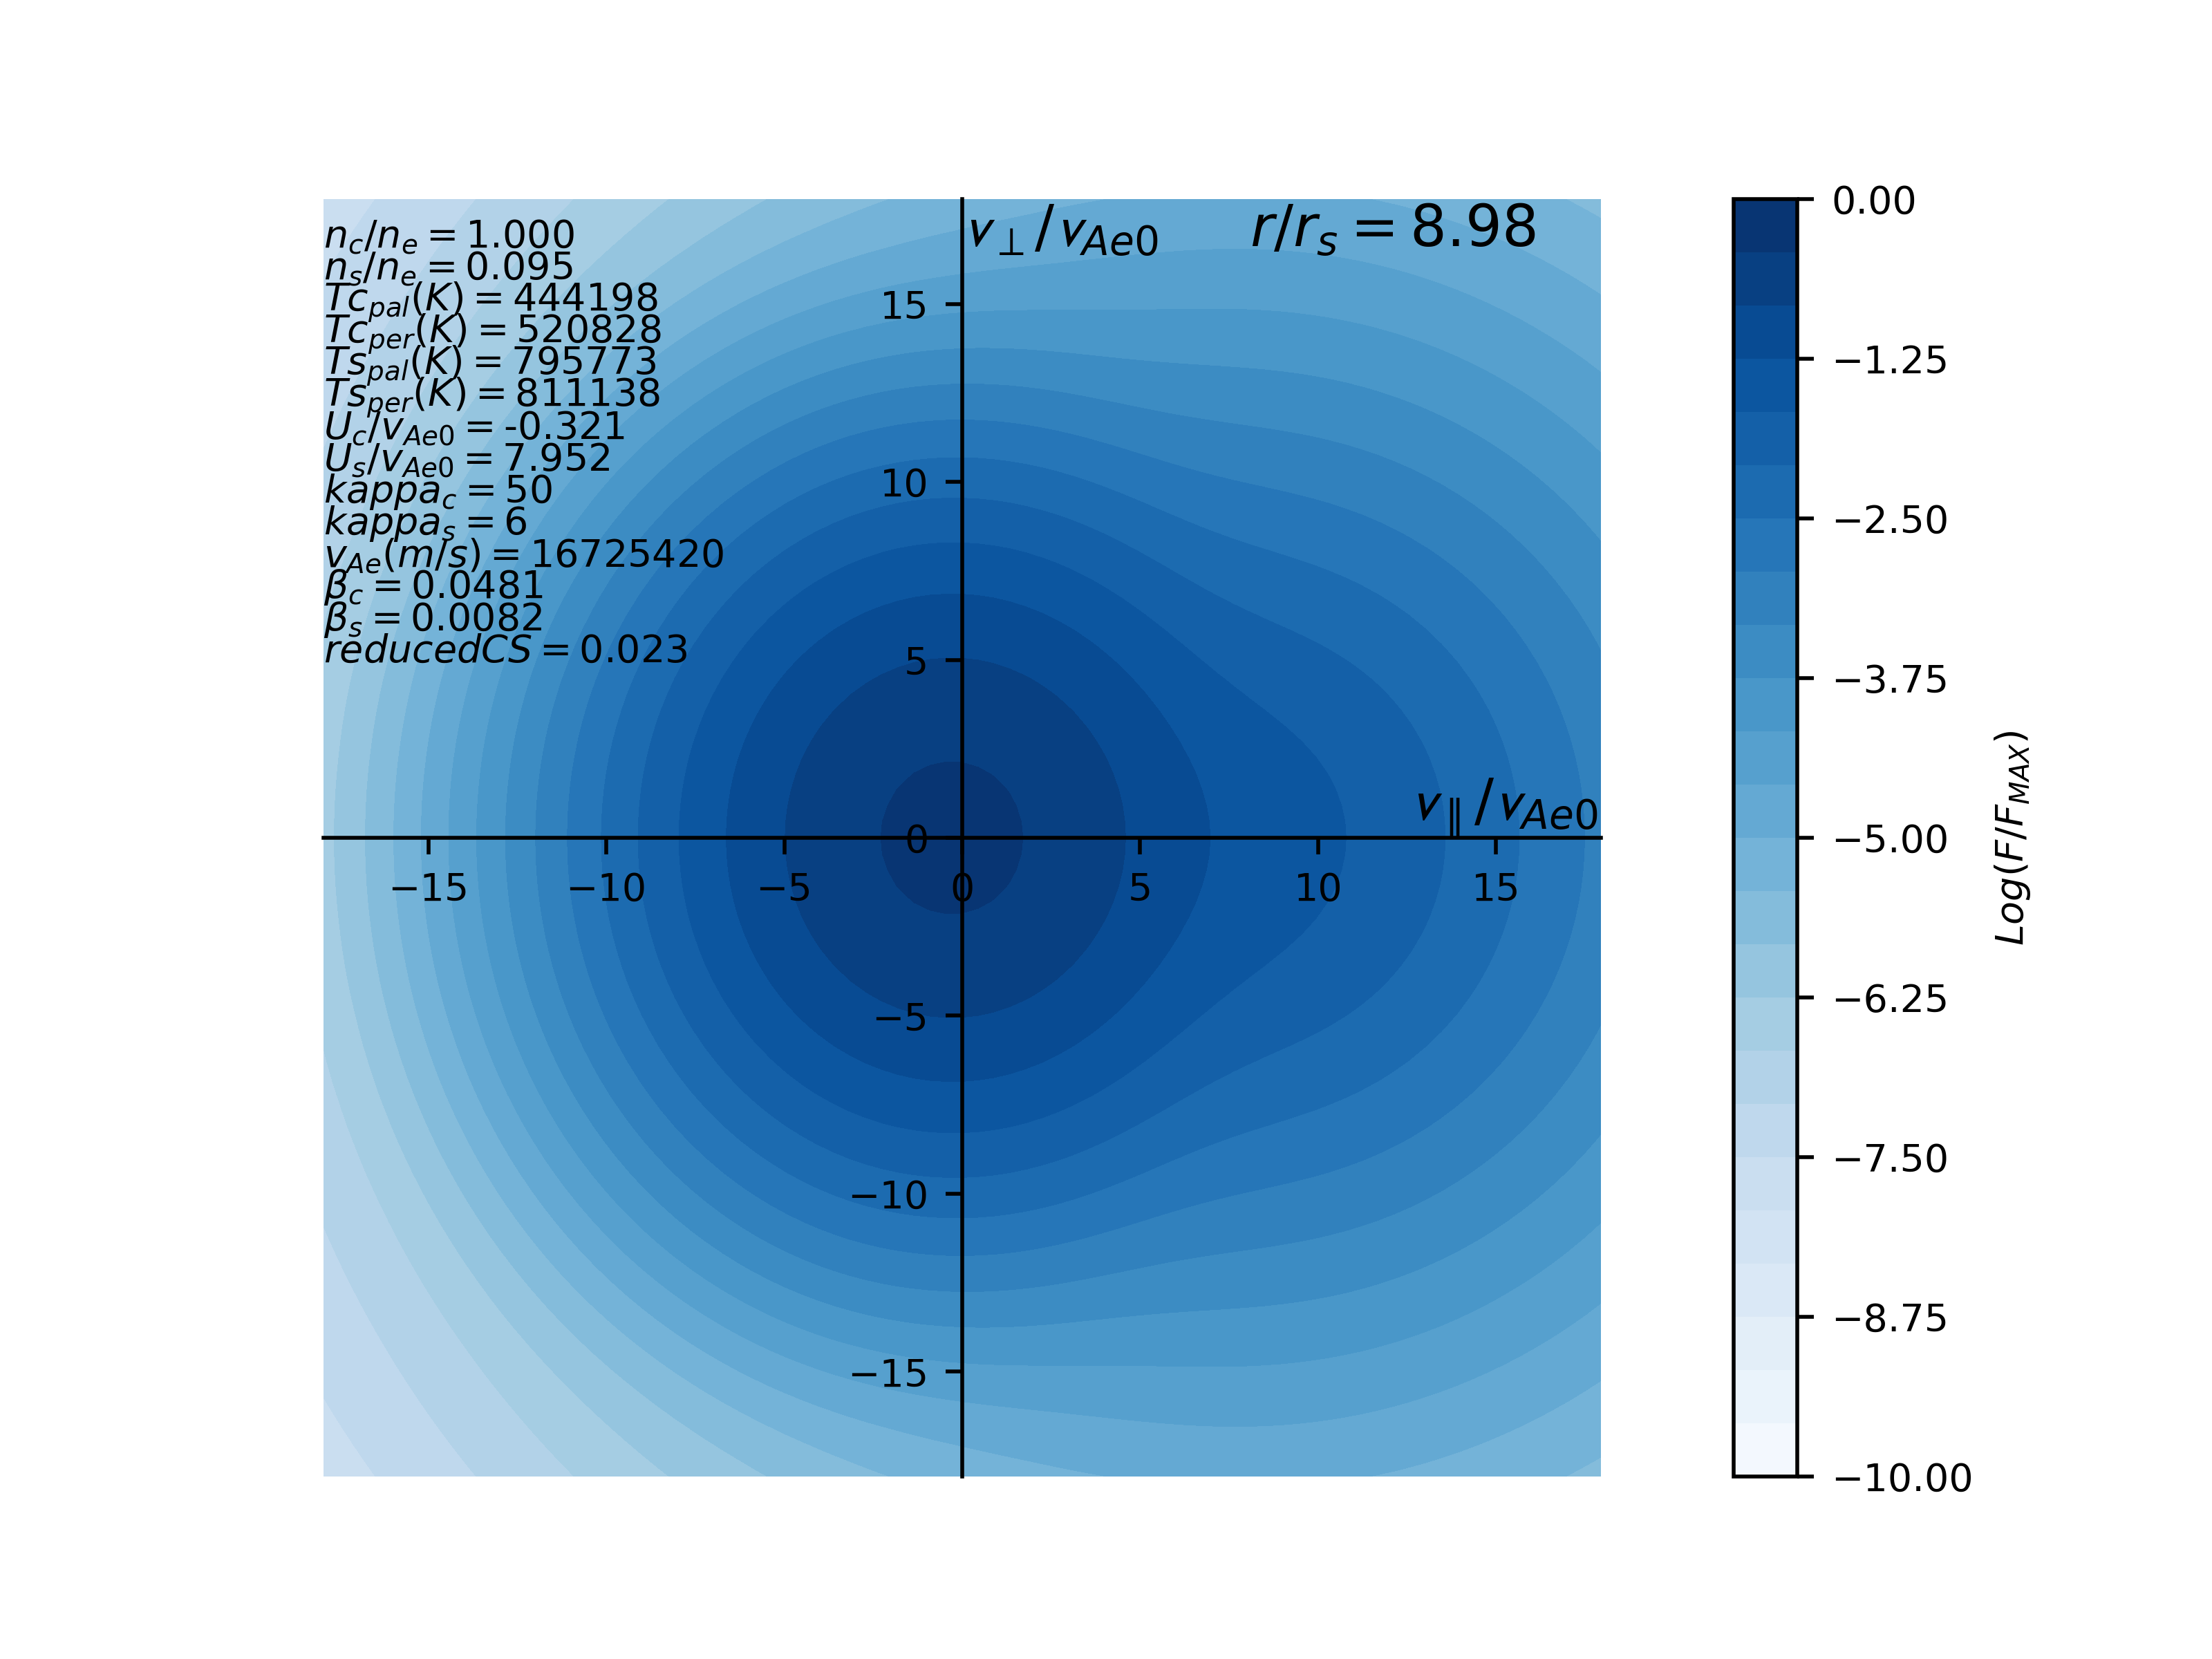 n_c/n_e = 1.000
n_s/n_e = 0.095
Tc_pal(K) = 444198
Tc_per(K) = 520828
Ts_pal(K) = 795773
Ts_per(K) = 811138
U_c/v_Ae0 = -0.321
U_s/v_Ae0 = 7.952
kappa_c = 50
kappa_s = 6
v_Ae(m/s) = 16725420
β_c = 0.0481
β_s = 0.0082
reducedCS = 0.023
v_⊥/v_Ae0
r/r_s = 8.98
15
10
5
0
−5
−10
−15
v_∥/v_Ae0
−15 −10 −5 0 5 10 15
0.00
−1.25
−2.50
−3.75
−5.00
−6.25
−7.50
−8.75
−10.00
Log(F/F_MAX)